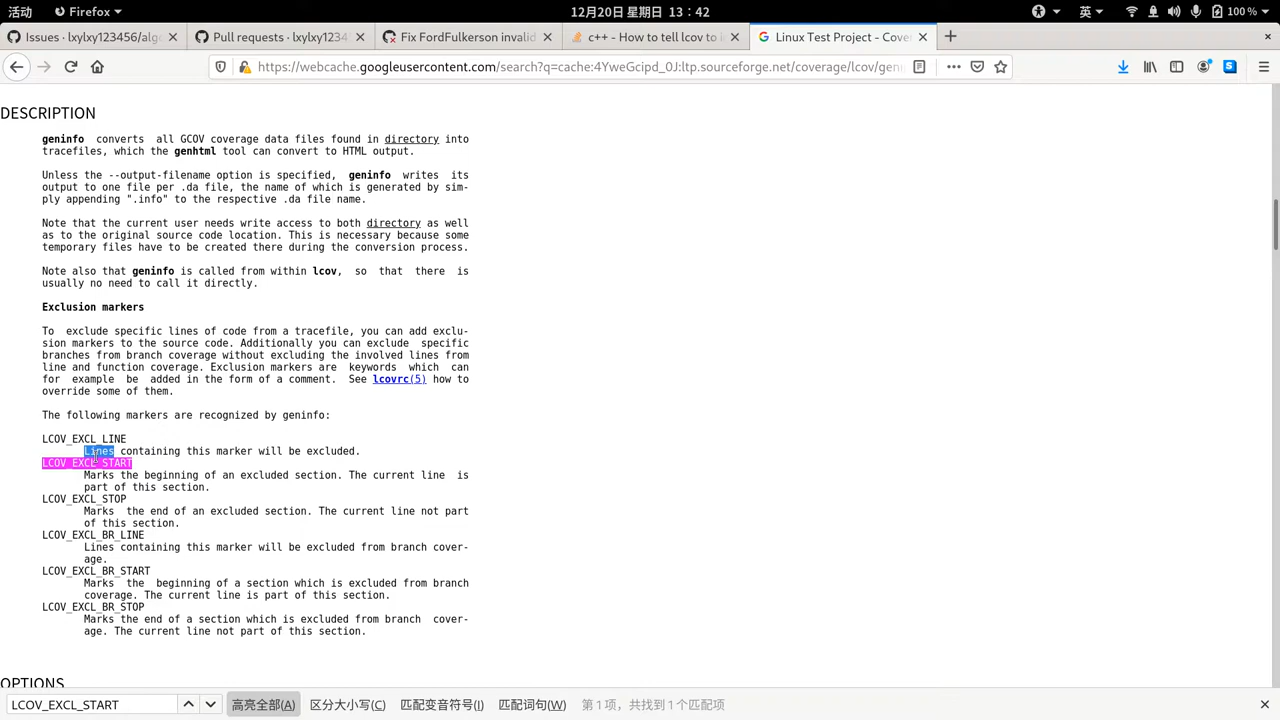 活动 Firefox 12月20日 星期日 13：42 英 100 %
Issues · lxylxy123456/algo Pull requests · lxylxy1234 Fix FordFulkerson invalid c++ - How to tell lcov to i Linux Test Project - Cove
https://webcache.googleusercontent.com/search?q=cache:4YweGcipd_0J:ltp.sourceforge.net/coverage/lcov/gen
DESCRIPTION
geninfo converts all GCOV coverage data files found in directory into
tracefiles, which the genhtml tool can convert to HTML output.
Unless the --output-filename option is specified, geninfo writes its
output to one file per .da file, the name of which is generated by sim-
ply appending ".info" to the respective .da file name.
Note that the current user needs write access to both directory as well
as to the original source code location. This is necessary because some
temporary files have to be created there during the conversion process.
Note also that geninfo is called from within lcov, so that there is
usually no need to call it directly.
Exclusion markers
To exclude specific lines of code from a tracefile, you can add exclu-
sion markers to the source code. Additionally you can exclude specific
branches from branch coverage without excluding the involved lines from
line and function coverage. Exclusion markers are keywords which can
for example be added in the form of a comment. See lcovrc(5) how to
override some of them.
The following markers are recognized by geninfo:
LCOV_EXCL_LINE
Lines containing this marker will be excluded.
LCOV_EXCL_START
Marks the beginning of an excluded section. The current line is
part of this section.
LCOV_EXCL_STOP
Marks the end of an excluded section. The current line not part
of this section.
LCOV_EXCL_BR_LINE
Lines containing this marker will be excluded from branch cover-
age.
LCOV_EXCL_BR_START
Marks the beginning of a section which is excluded from branch
coverage. The current line is part of this section.
LCOV_EXCL_BR_STOP
Marks the end of a section which is excluded from branch cover-
age. The current line not part of this section.
OPTIONS
LCOV_EXCL_START 高亮全部(A) 区分大小写(C) 匹配变音符号(I) 匹配词句(W) 第 1 项，共找到 1 个匹配项